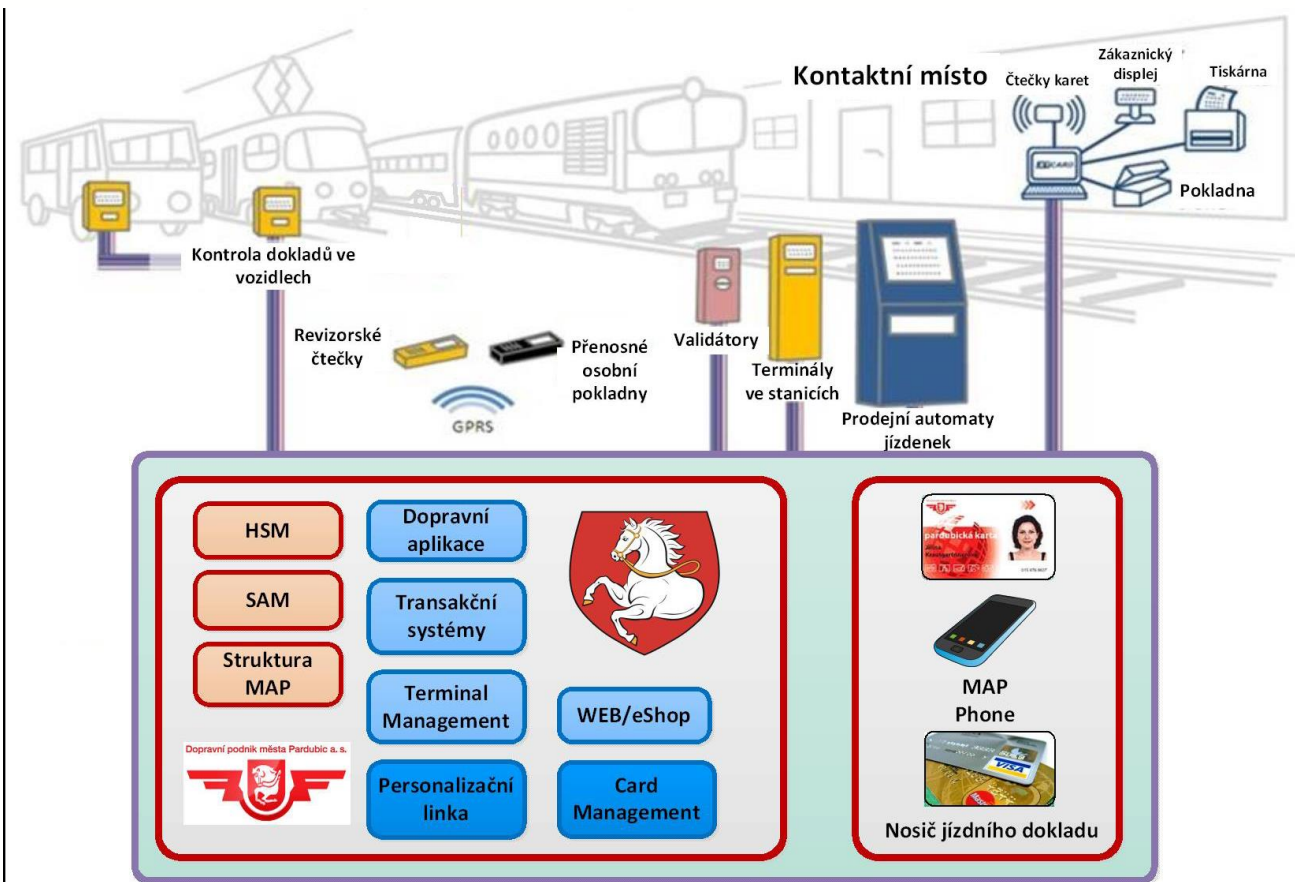 Kontaktní místo
Čtečky karet
Zákaznický
displej
Tiskárna
Pokladna
Kontrola dokladů ve
vozidlech
Revizorské
čtečky
Přenosné
osobní
pokladny
GPRS
Validátory
Terminály
ve stanicích
Prodejní automaty
jízdenek
HSM
SAM
Struktura
MAP
Dopravní
aplikace
Transakční
systémy
Terminal
Management
Personalizační
linka
WEB/eShop
Card
Management
Dopravní podnik města Pardubic a. s.
pardubická karta
MAP
Phone
VISA
Nosič jízdního dokladu